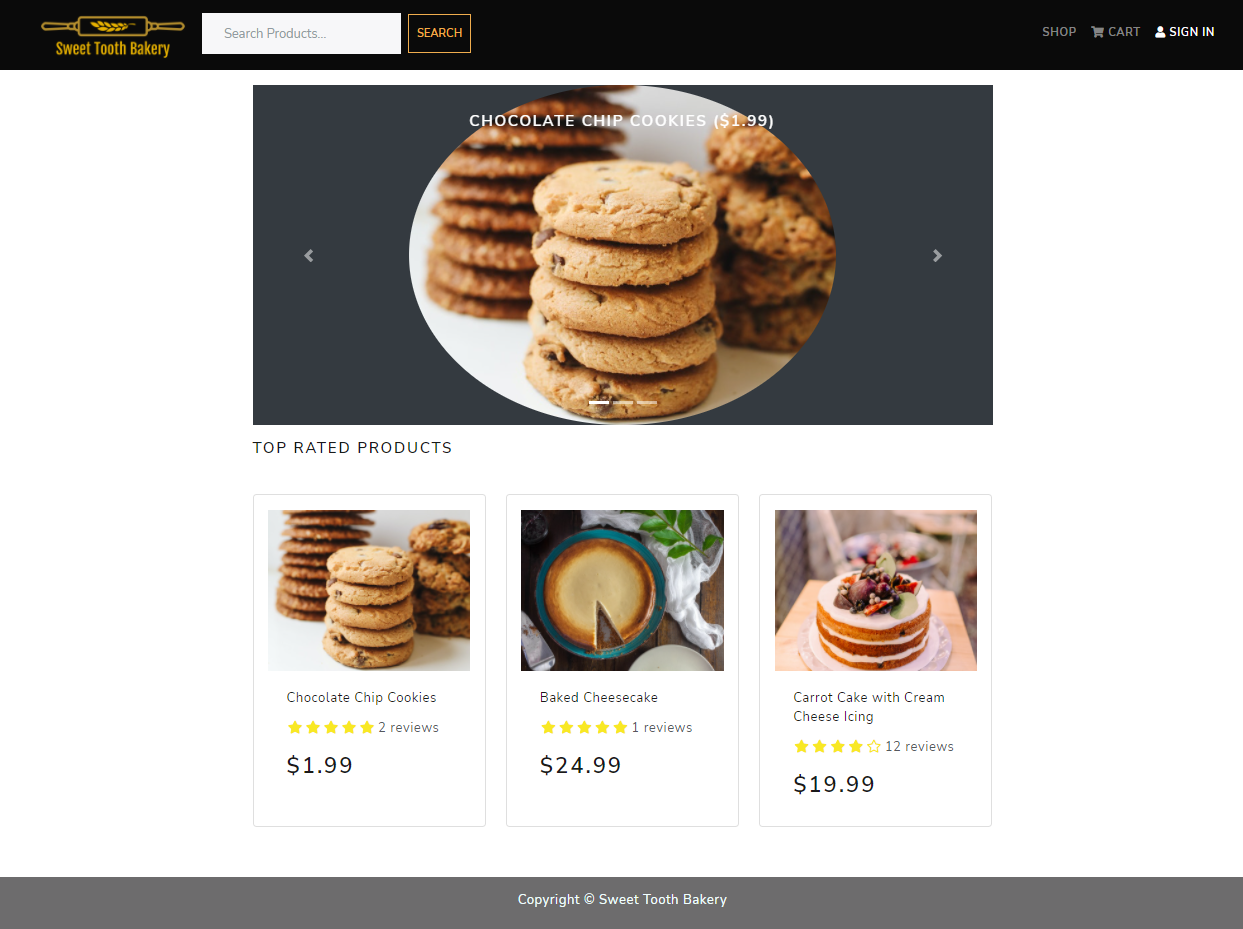 Sweet Tooth Bakery
Search Products...
SEARCH
SHOP
CART
SIGN IN
CHOCOLATE CHIP COOKIES ($1.99)
TOP RATED PRODUCTS
Chocolate Chip Cookies
2 reviews
$1.99
Baked Cheesecake
1 reviews
$24.99
Carrot Cake with Cream
Cheese Icing
12 reviews
$19.99
Copyright © Sweet Tooth Bakery